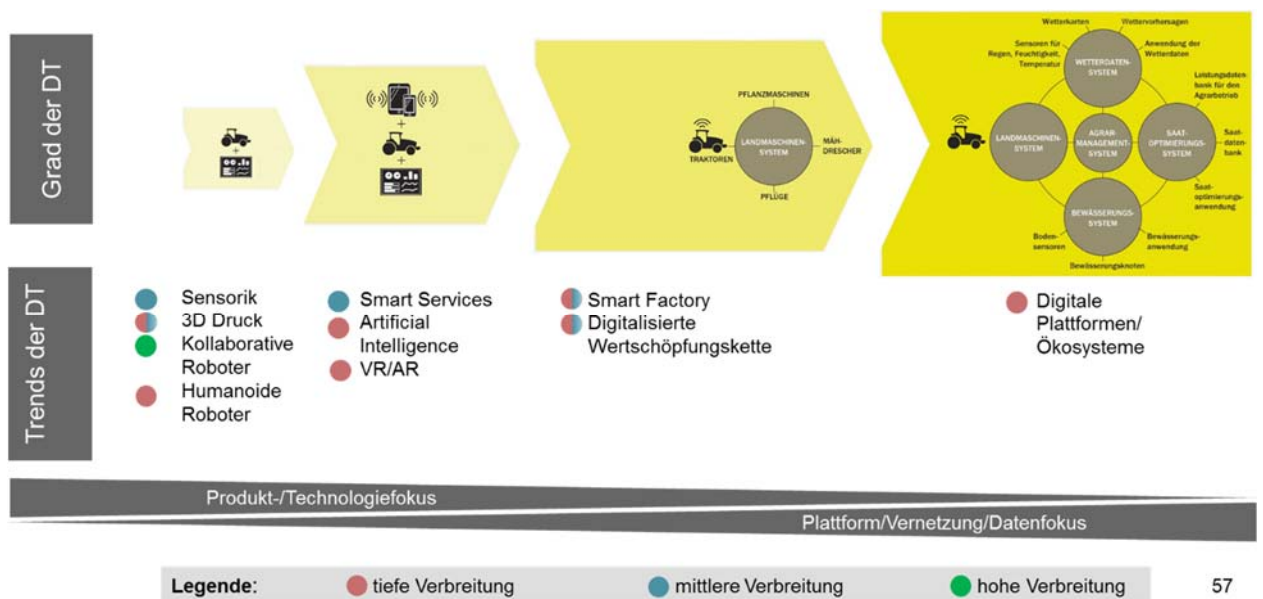 Grad der DT
PFLANZMASCHINEN
LANDMASCHINEN-
SYSTEM
MÄH-
DRESCHER
TRAKTOREN
PFLÜGE
Wetterkarten
Wettervorhersagen
Sensoren für
Regen, Feuchtigkeit,
Temperatur
Anwendung der
Wetterdaten
WETTERDATEN-
SYSTEM
Leistungsdaten
bank für den
Agrarbetrieb
LANDMASCHINEN-
SYSTEM
AGRAR-
MANAGEMENT-
SYSTEM
SAAT-
OPTIMIERUNGS-
SYSTEM
Saat-
daten-
bank
Saat-
optimierungs-
anwendung
BEWÄSSERUNGS-
SYSTEM
Boden-
sensoren
Bewässerungs-
anwendung
Bewässerungsknoten
Trends der DT
Sensorik
3D Druck
Kollaborative
Roboter
Humanoide
Roboter
Smart Services
Artificial
Intelligence
VR/AR
Smart Factory
Digitalisierte
Wertschöpfungskette
Digitale
Plattformen/
Ökosysteme
Produkt-/Technologiefokus
Plattform/Vernetzung/Datenfokus
Legende: tiefe Verbreitung mittlere Verbreitung hohe Verbreitung
57